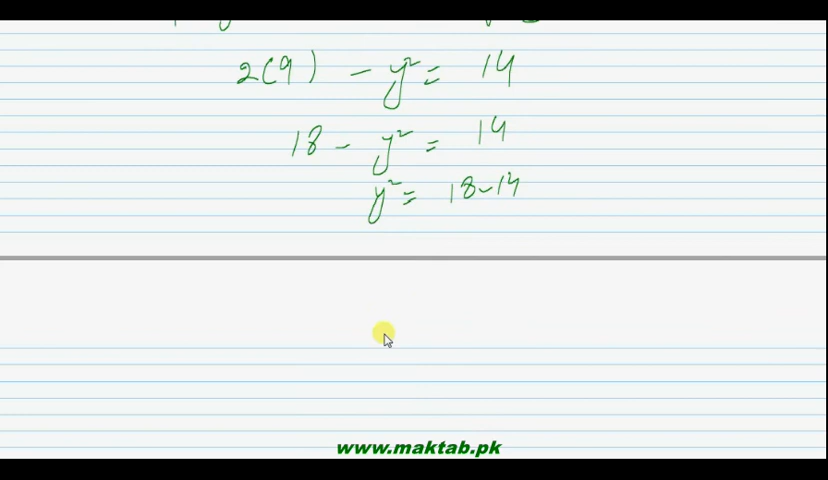 2(9) - y² = 14
18 - y² = 14
y² = 18-14
www.maktab.pk